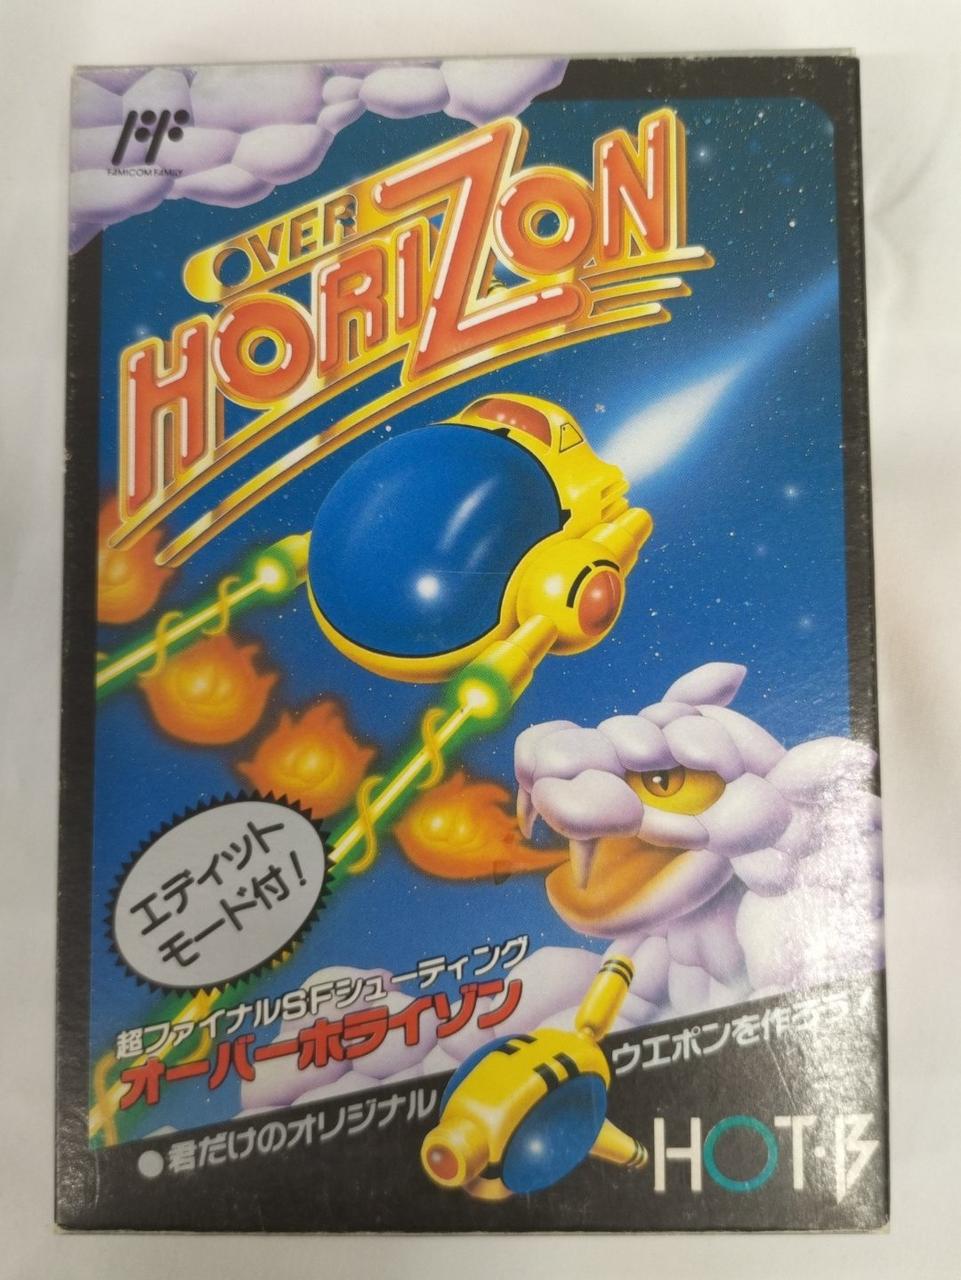 FAMICOM FAMILY
OVER
HORIZON
エディット
モード付!
超ファイナルSFシューティング
オーバーホライゾン
●君だけのオリジナル
ウエポンを作ろう!
HOT・B